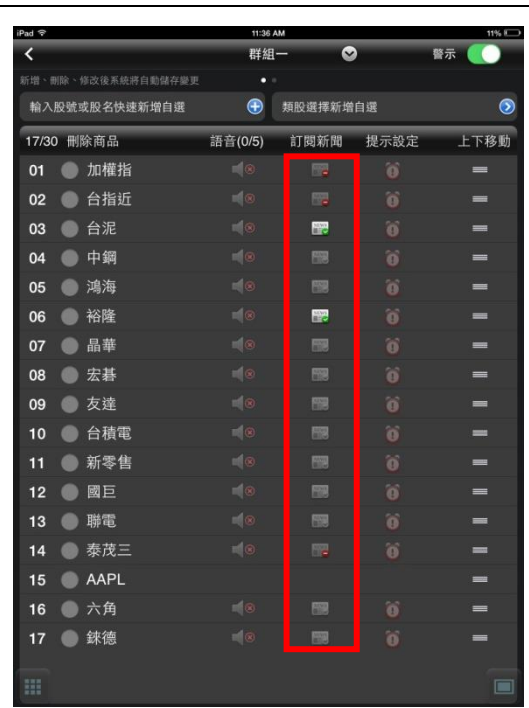 iPad 11:36 AM 11%
群組一 警示
新增、刪除、修改後系統將自動儲存變更
輸入股號或股名快速新增自選 類股選擇新增自選
17/30 刪除商品 語音(0/5) 訂閱新聞 提示設定 上下移動
01 加權指
02 台指近
03 台泥
04 中鋼
05 鴻海
06 裕隆
07 晶華
08 宏碁
09 友達
10 台積電
11 新零售
12 國巨
13 聯電
14 泰茂三
15 AAPL
16 六角
17 錸德